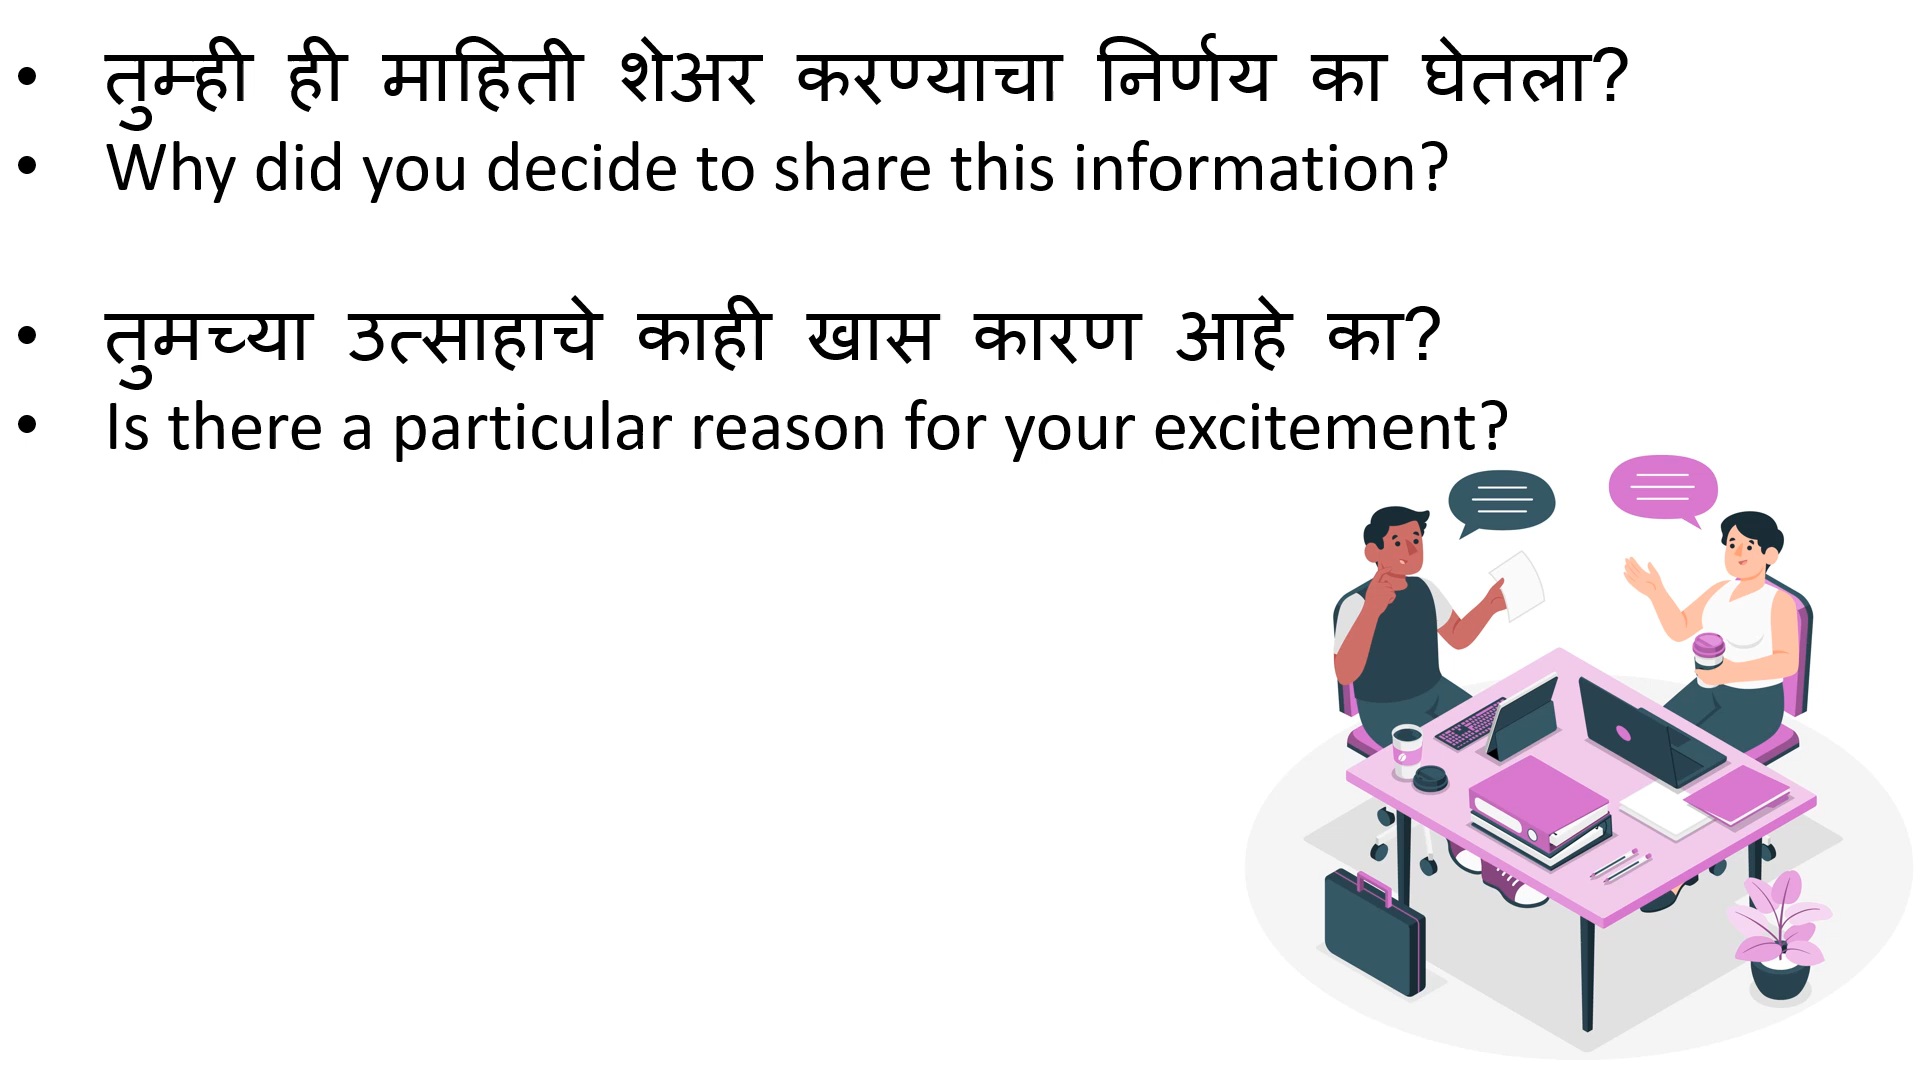 • तुम्ही ही माहिती शेअर करण्याचा निर्णय का घेतला?
• Why did you decide to share this information?
• तुमच्या उत्साहाचे काही खास कारण आहे का?
• Is there a particular reason for your excitement?